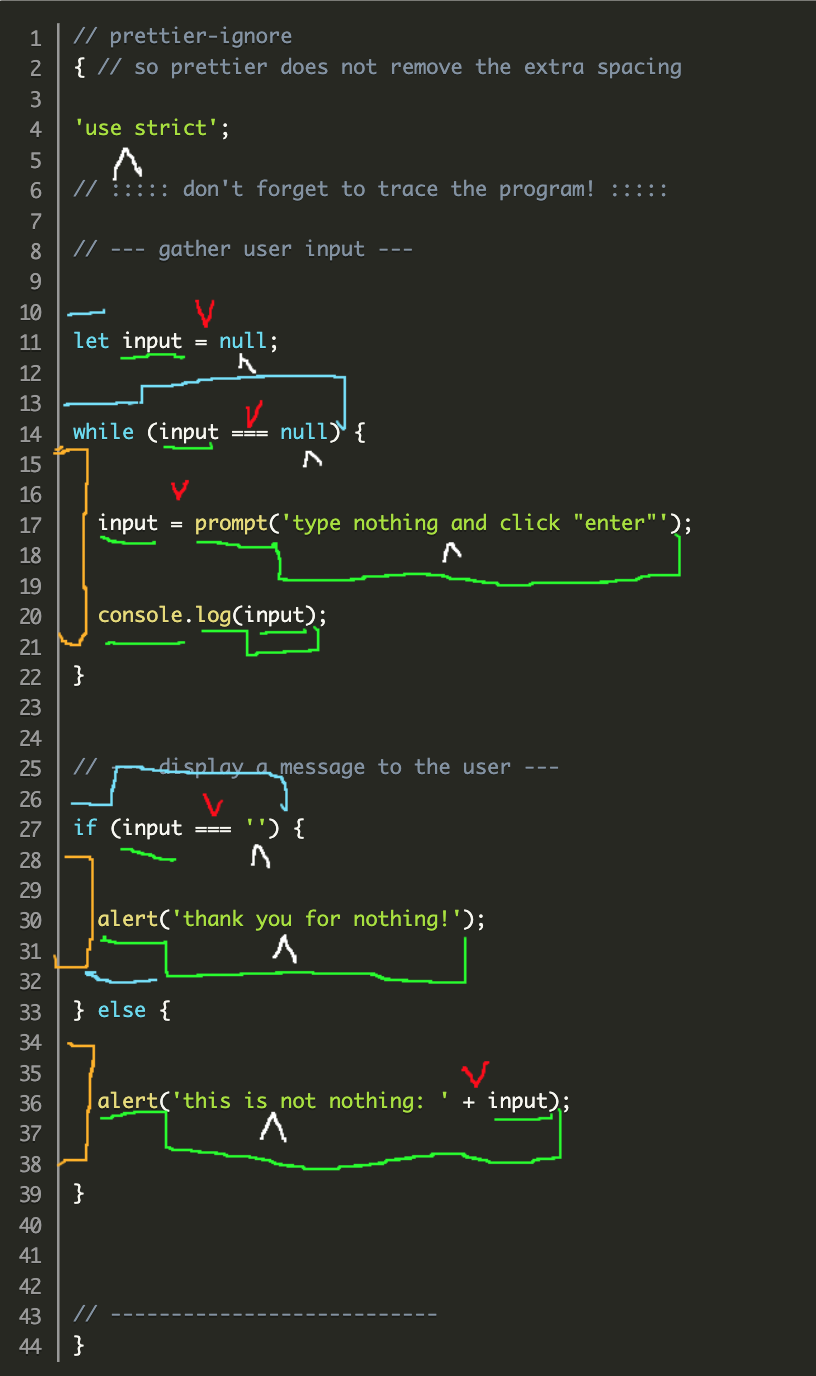 1 // prettier-ignore
2 { // so prettier does not remove the extra spacing
3
4 'use strict';
5
6 // ::::: don't forget to trace the program! :::::
7
8 // --- gather user input ---
9
10
11 let input = null;
12
13
14 while (input === null) {
15
16
17 input = prompt('type nothing and click "enter"');
18
19
20 console.log(input);
21
22 }
23
24
25 // --- display a message to the user ---
26
27 if (input === '') {
28
29
30 alert('thank you for nothing!');
31
32
33 } else {
34
35
36 alert('this is not nothing: ' + input);
37
38
39 }
40
41
42
43 // ---------------------------
44 }